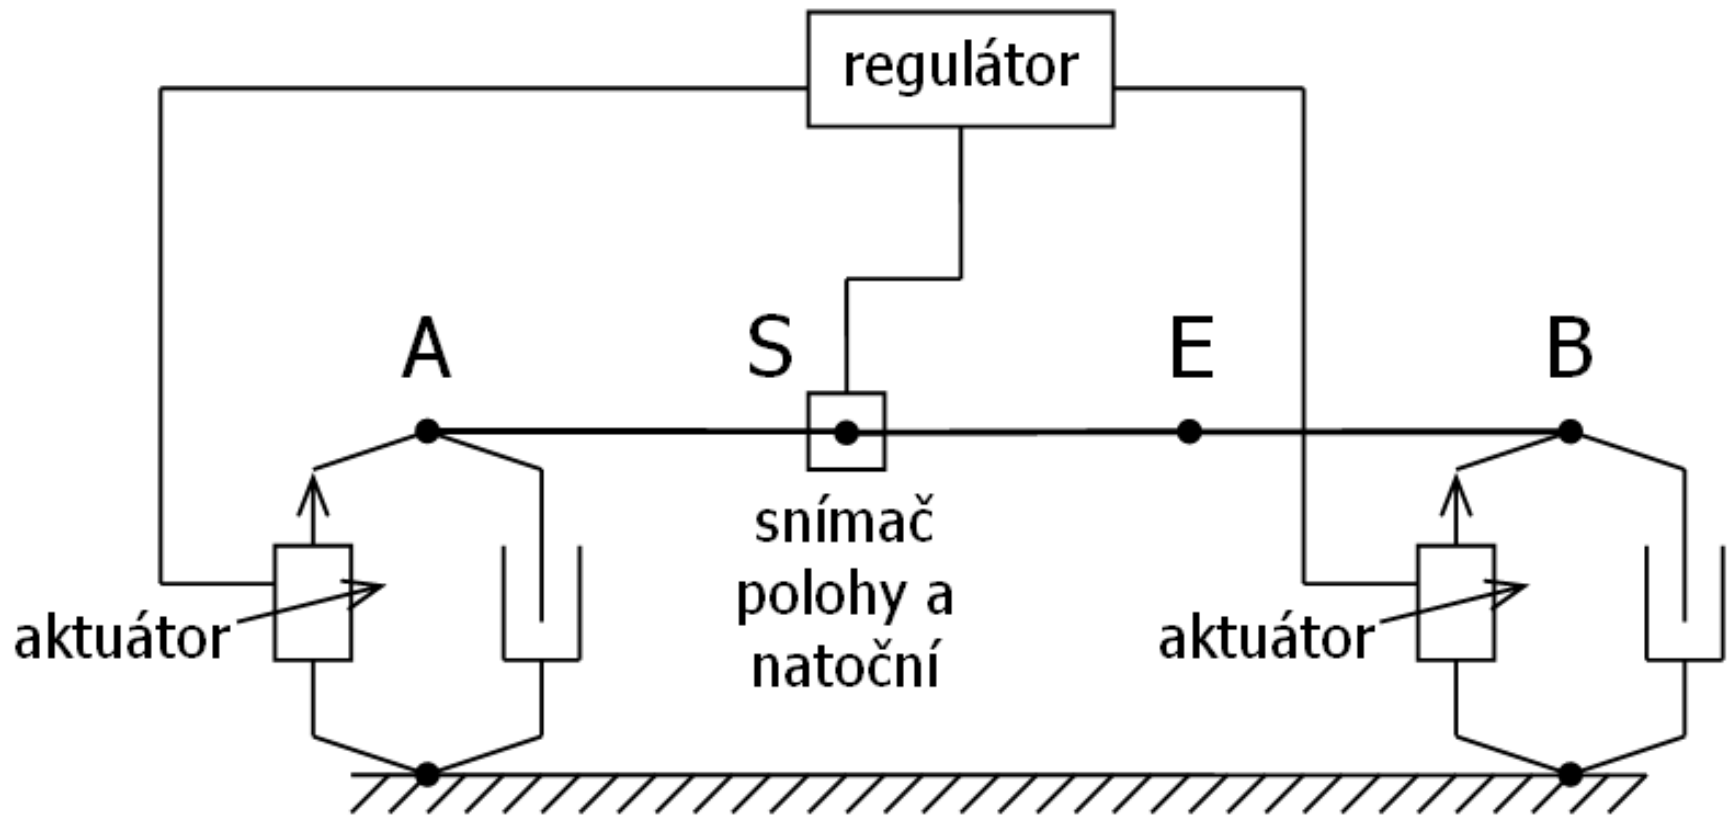 regulátor
A
S
E
B
snímač
polohy a
natoční
aktuátor
aktuátor